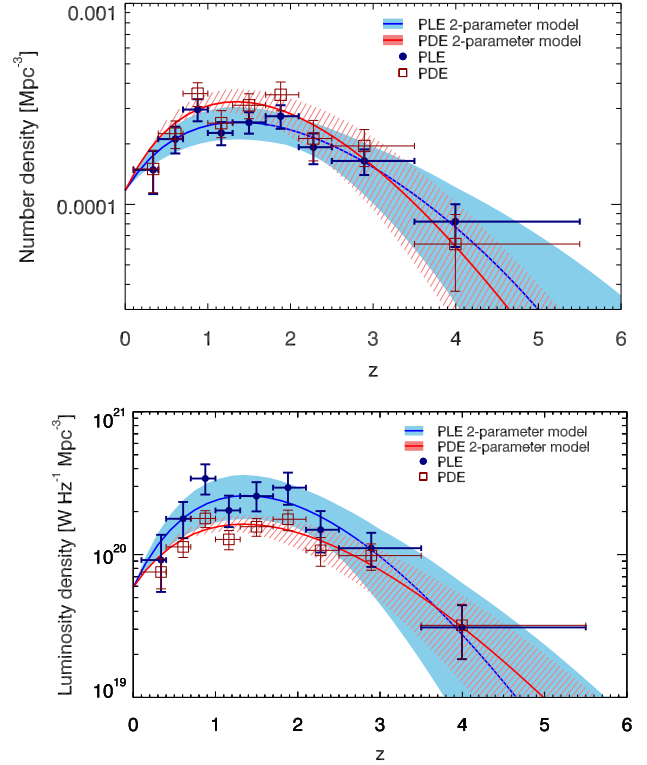 0.001
PLE 2-parameter model
PDE 2-parameter model
PLE
PDE
Number density [Mpc⁻³]
0.0001
0 1 2 3 4 5 6
z
10²¹
PLE 2-parameter model
PDE 2-parameter model
PLE
PDE
Luminosity density [W Hz⁻¹ Mpc⁻³]
10²⁰
10¹⁹
0 1 2 3 4 5 6
z